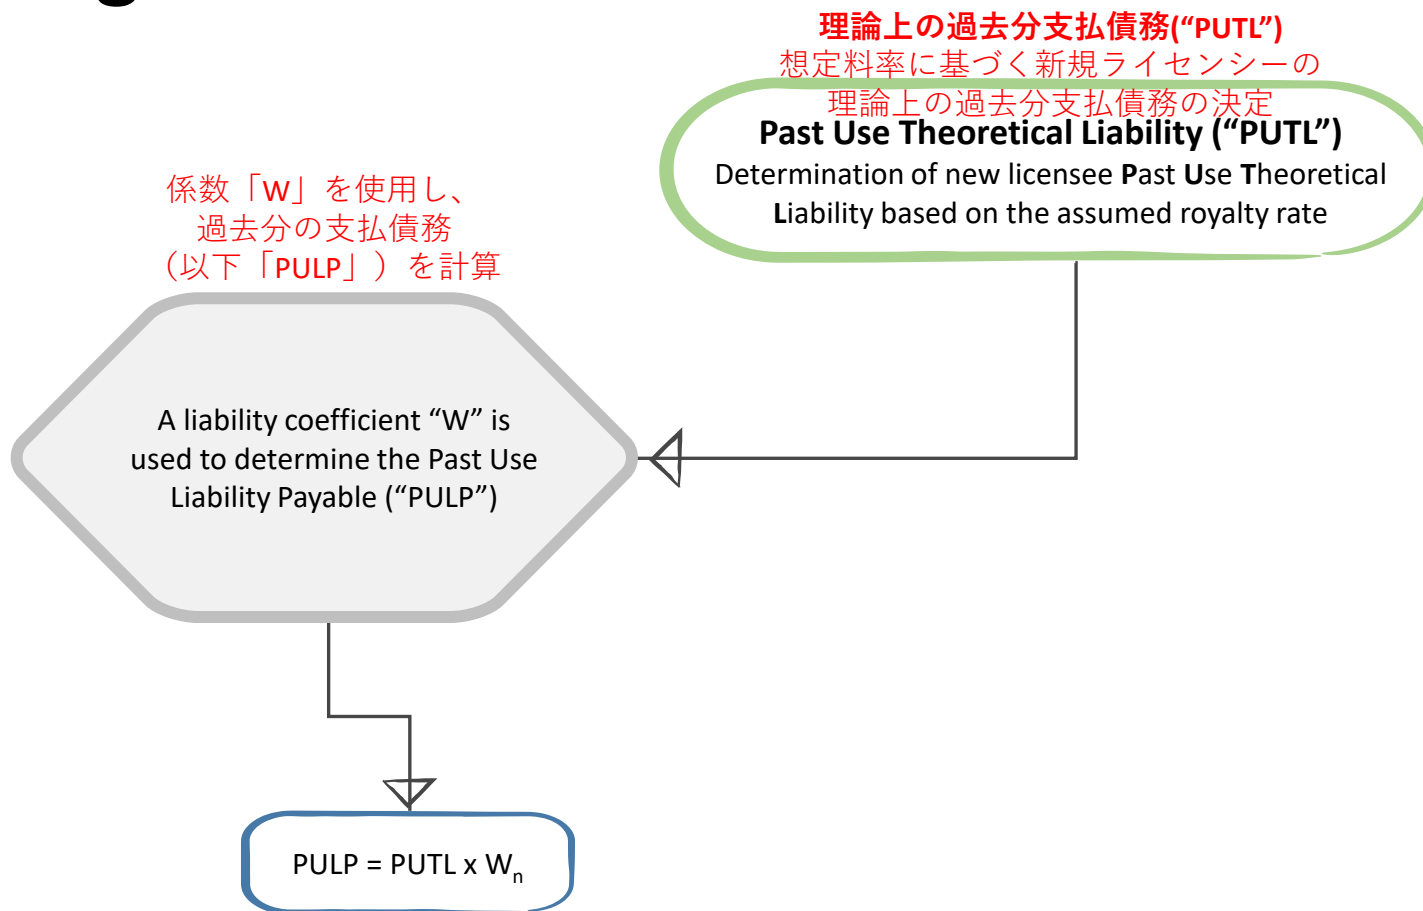 理論上の過去分支払債務(“PUTL”)
想定料率に基づく新規ライセンシーの
理論上の過去分支払債務の決定
Past Use Theoretical Liability (“PUTL”)
Determination of new licensee Past Use Theoretical
Liability based on the assumed royalty rate
係数「W」を使用し、
過去分の支払債務
（以下「PULP」）を計算
A liability coefficient “W” is
used to determine the Past Use
Liability Payable (“PULP”)
PULP = PUTL x Wn